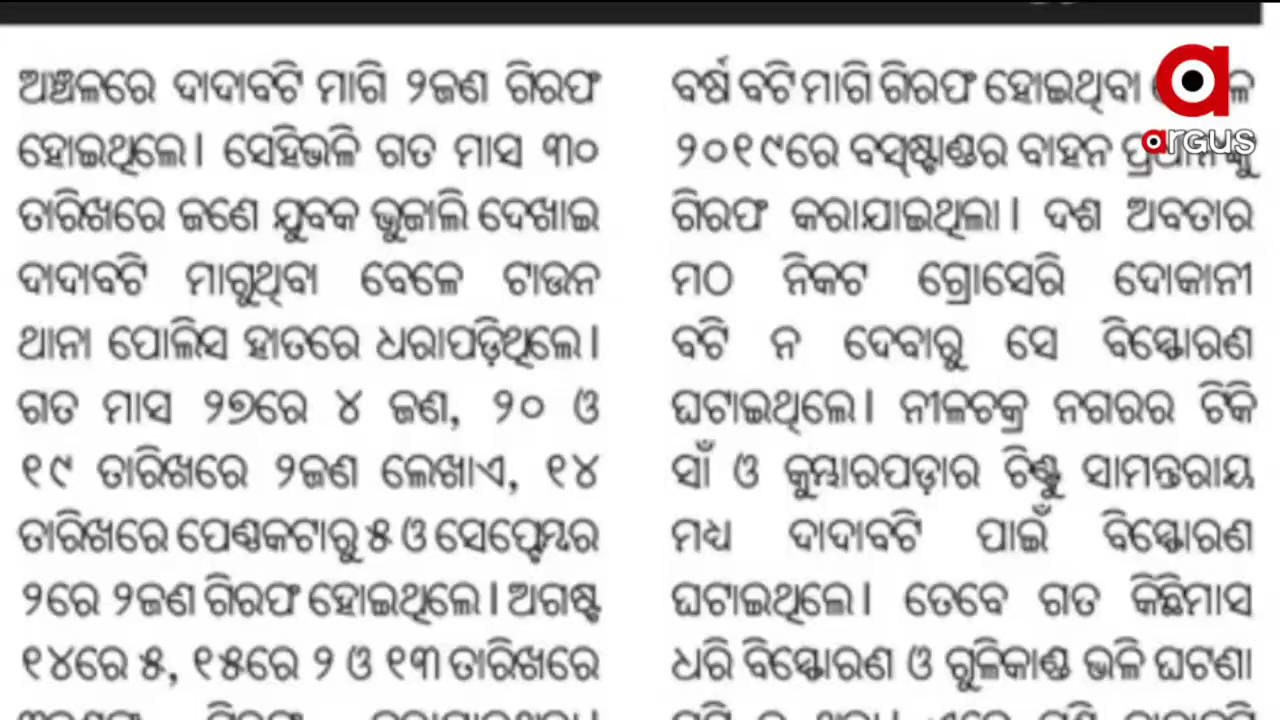 ଅଞ୍ଚଳରେ ଦାଦାବଟି ମାଗି ୨ଜଣ ଗିରଫ
ହୋଇଥିଲେ। ସେହିଭଳି ଗତ ମାସ ୩୦
ତାରିଖରେ ଜଣେ ଯୁବକ ଭୁଜାଲି ଦେଖାଇ
ଦାଦାବଟି ମାଗୁଥିବା ବେଳେ ଟାଉନ
ଥାନା ପୋଲିସ ହାତରେ ଧରାପଡ଼ିଥିଲେ।
ଗତ ମାସ ୨୭ରେ ୪ ଜଣ, ୨୦ ଓ
୧୯ ତାରିଖରେ ୨ଜଣ ଲେଖାଏ, ୧୪
ତାରିଖରେ ପେଣ୍ଠକଟାରୁ ୫ ଓ ସେପ୍ଟେମ୍ବର
୨ରେ ୨ଜଣ ଗିରଫ ହୋଇଥିଲେ। ଅଗଷ୍ଟ
୧୪ରେ ୫, ୧୫ରେ ୨ ଓ ୧୩ ତାରିଖରେ
ବର୍ଷ ବଟି ମାଗି ଗିରଫ ହୋଇଥିବା
୨୦୧୯ରେ ବସ୍‌ଷ୍ଟାଣ୍ଡର ବାହନ
ଗିରଫ କରାଯାଇଥିଲା। ଦଶ ଅବତାର
ମଠ ନିକଟ ଗ୍ରୋସେରି ଦୋକାନୀ
ବଟି ନ ଦେବାରୁ ସେ ବିସ୍ଫୋରଣ
ଘଟାଇଥିଲେ। ନୀଳଚକ୍ର ନଗରର ଟିକି
ସାଁ ଓ କୁମ୍ଭାରପଡ଼ାର ଚିଣ୍ଟୁ ସାମନ୍ତରାୟ
ମଧ୍ୟ ଦାଦାବଟି ପାଇଁ ବିସ୍ଫୋରଣ
ଘଟାଇଥିଲେ। ତେବେ ଗତ କିଛିମାସ
ଧରି ବିସ୍ଫୋରଣ ଓ ଗୁଳିକାଣ୍ଡ ଭଳି ଘଟଣା
argus